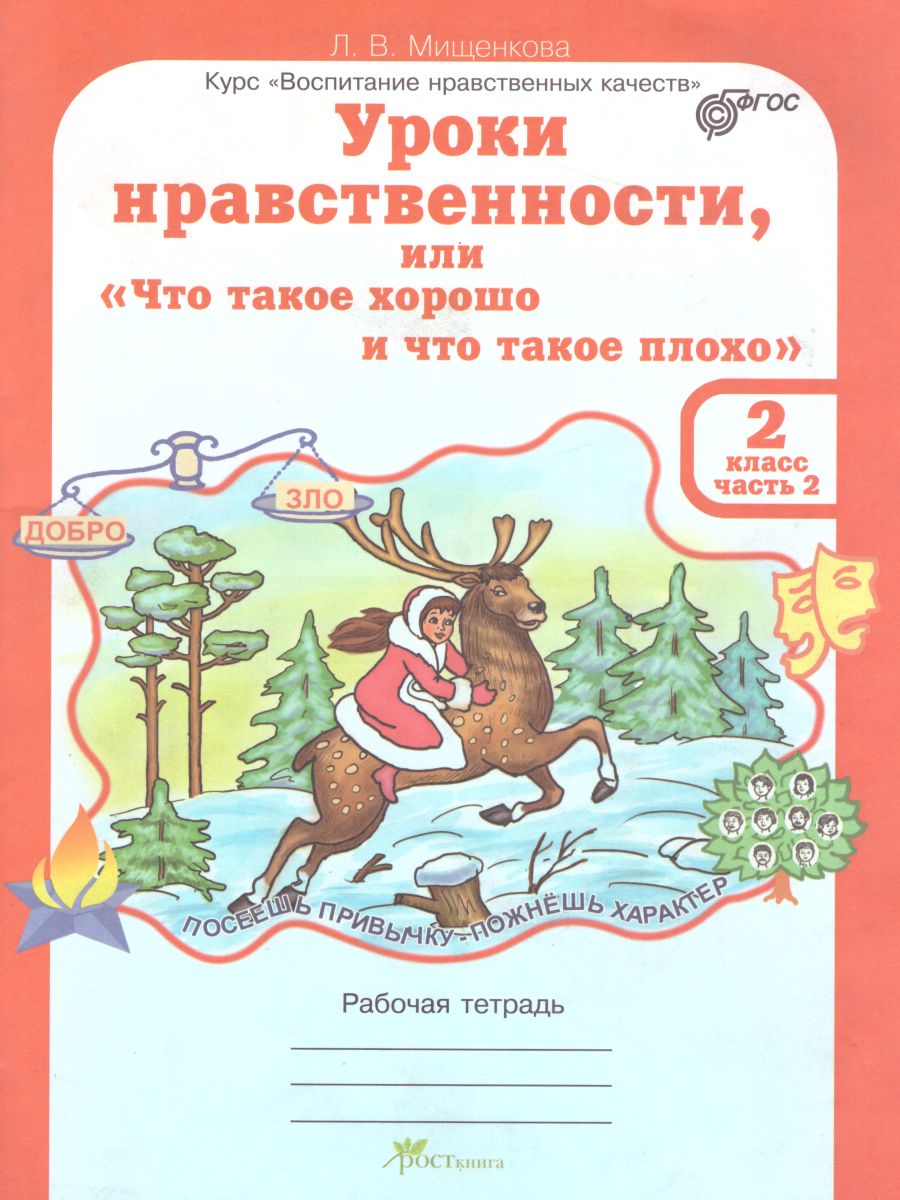 Л. В. Мищенкова
Курс «Воспитание нравственных качеств»
ФГОС
Уроки
нравственности,
или
«Что такое хорошо
и что такое плохо»
2
класс
часть 2
ЗЛО
ДОБРО
ПОСЕЕШЬ ПРИВЫЧКУ - ПОЖНЁШЬ ХАРАКТЕР
Рабочая тетрадь
РОСТкнига